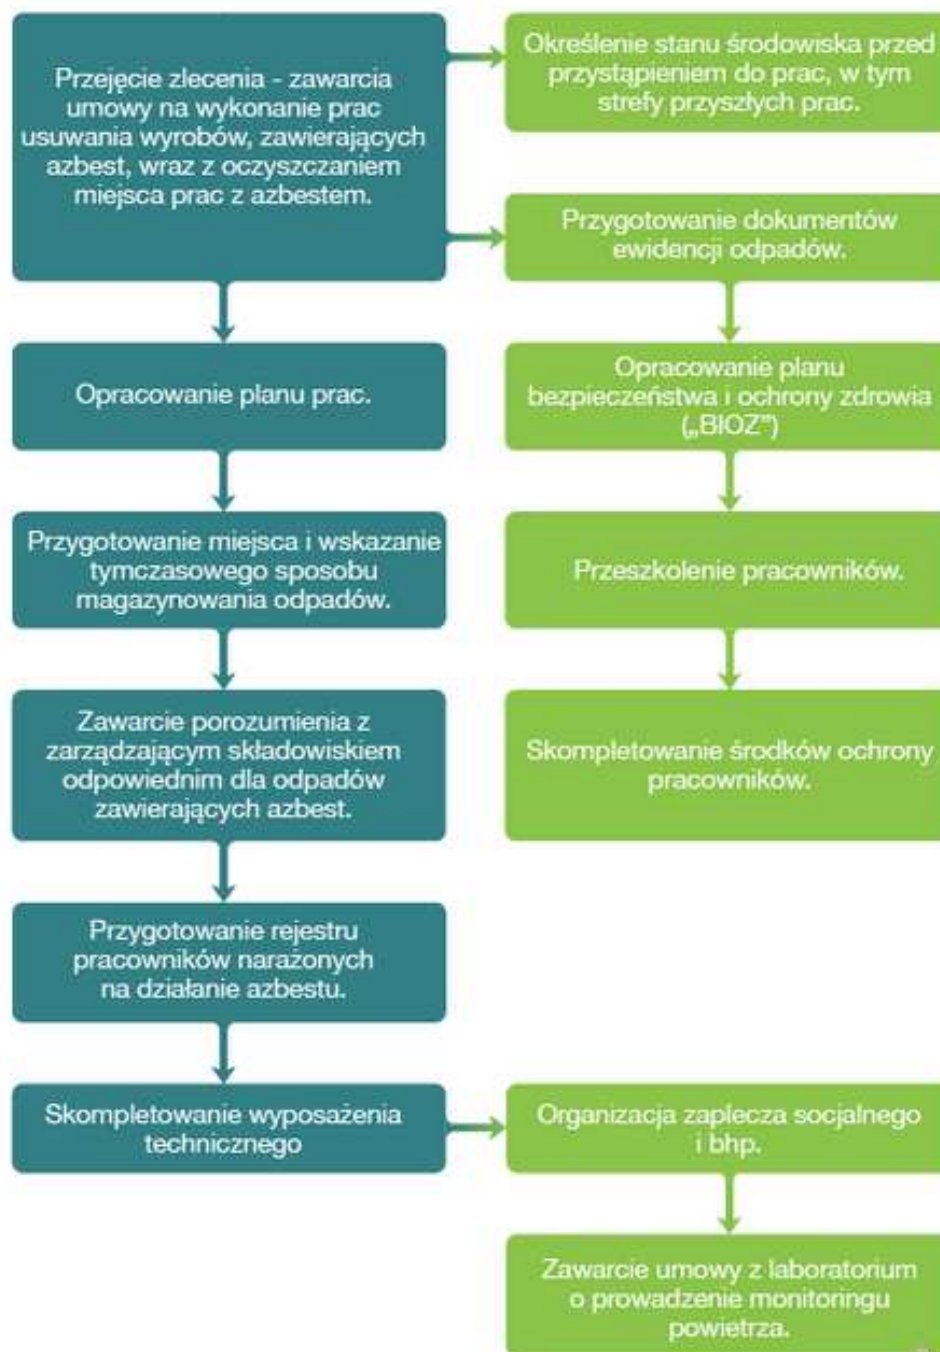 Przejęcie zlecenia - zawarcia
umowy na wykonanie prac
usuwania wyrobów, zawierających
azbest, wraz z oczyszczaniem
miejsca prac z azbestem.
Określenie stanu środowiska przed
przystąpieniem do prac, w tym
strefy przyszłych prac.
Przygotowanie dokumentów
ewidencji odpadów.
Opracowanie planu prac.
Opracowanie planu
bezpieczeństwa i ochrony zdrowia
(„BIOZ”)
Przygotowanie miejsca i wskazanie
tymczasowego sposobu
magazynowania odpadów.
Przeszkolenie pracowników.
Zawarcie porozumienia z
zarządzającym składowiskiem
odpowiednim dla odpadów
zawierających azbest.
Skompletowanie środków ochrony
pracowników.
Przygotowanie rejestru
pracowników narażonych
na działanie azbestu.
Skompletowanie wyposażenia
technicznego
Organizacja zaplecza socjalnego
i bhp.
Zawarcie umowy z laboratorium
o prowadzenie monitoringu
powietrza.